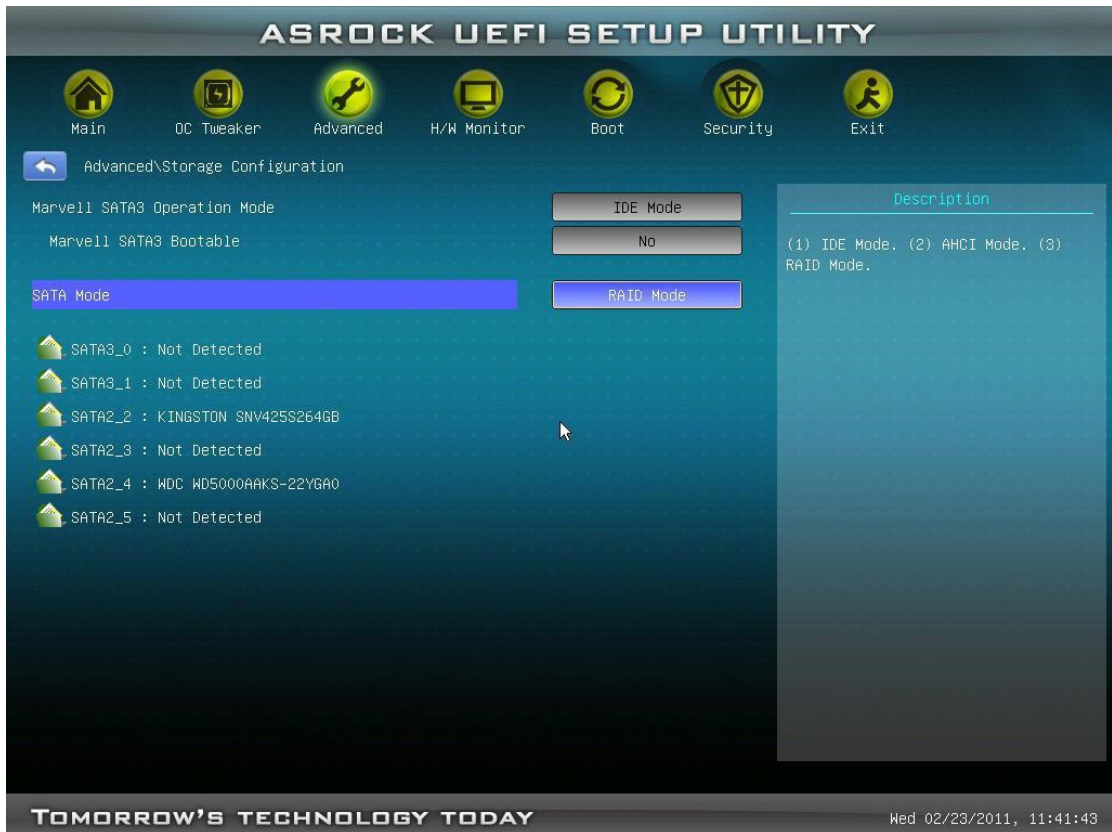 ASROCK UEFI SETUP UTILITY
Main OC Tweaker Advanced H/W Monitor Boot Security Exit
Advanced\Storage Configuration
Marvell SATA3 Operation Mode IDE Mode
Marvell SATA3 Bootable No
SATA Mode RAID Mode
SATA3_0 : Not Detected
SATA3_1 : Not Detected
SATA2_2 : KINGSTON SNV425S264GB
SATA2_3 : Not Detected
SATA2_4 : WDC WD5000AAKS-22YGA0
SATA2_5 : Not Detected
Description
(1) IDE Mode. (2) AHCI Mode. (3)
RAID Mode.
TOMORROW'S TECHNOLOGY TODAY
Wed 02/23/2011, 11:41:43